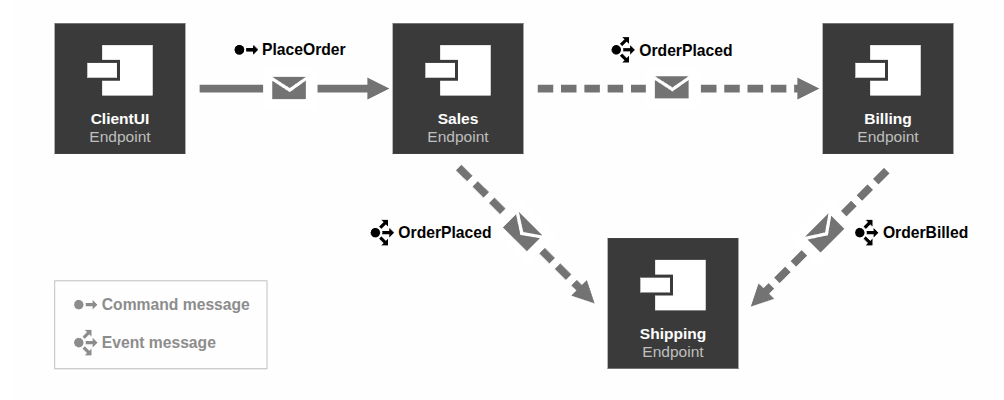 PlaceOrder
OrderPlaced
ClientUI
Endpoint
Sales
Endpoint
Billing
Endpoint
OrderPlaced
OrderBilled
Shipping
Endpoint
Command message
Event message